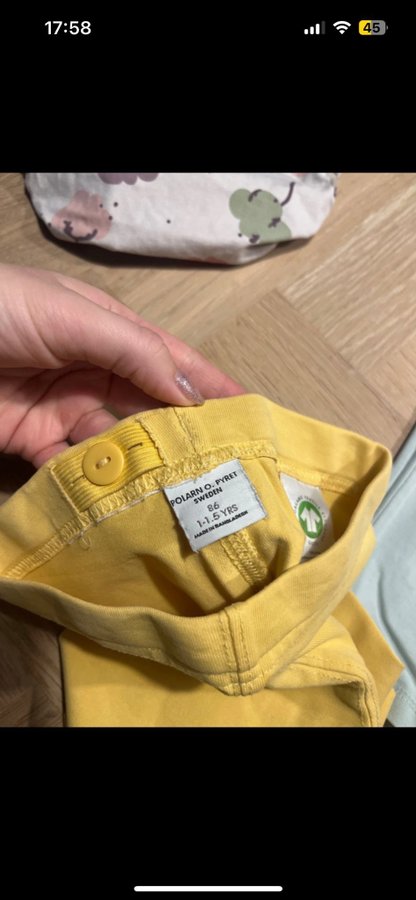 17:58
45
POLARN O. PYRET
SWEDEN
86
1-1.5 YRS
MADE IN BANGLADESH